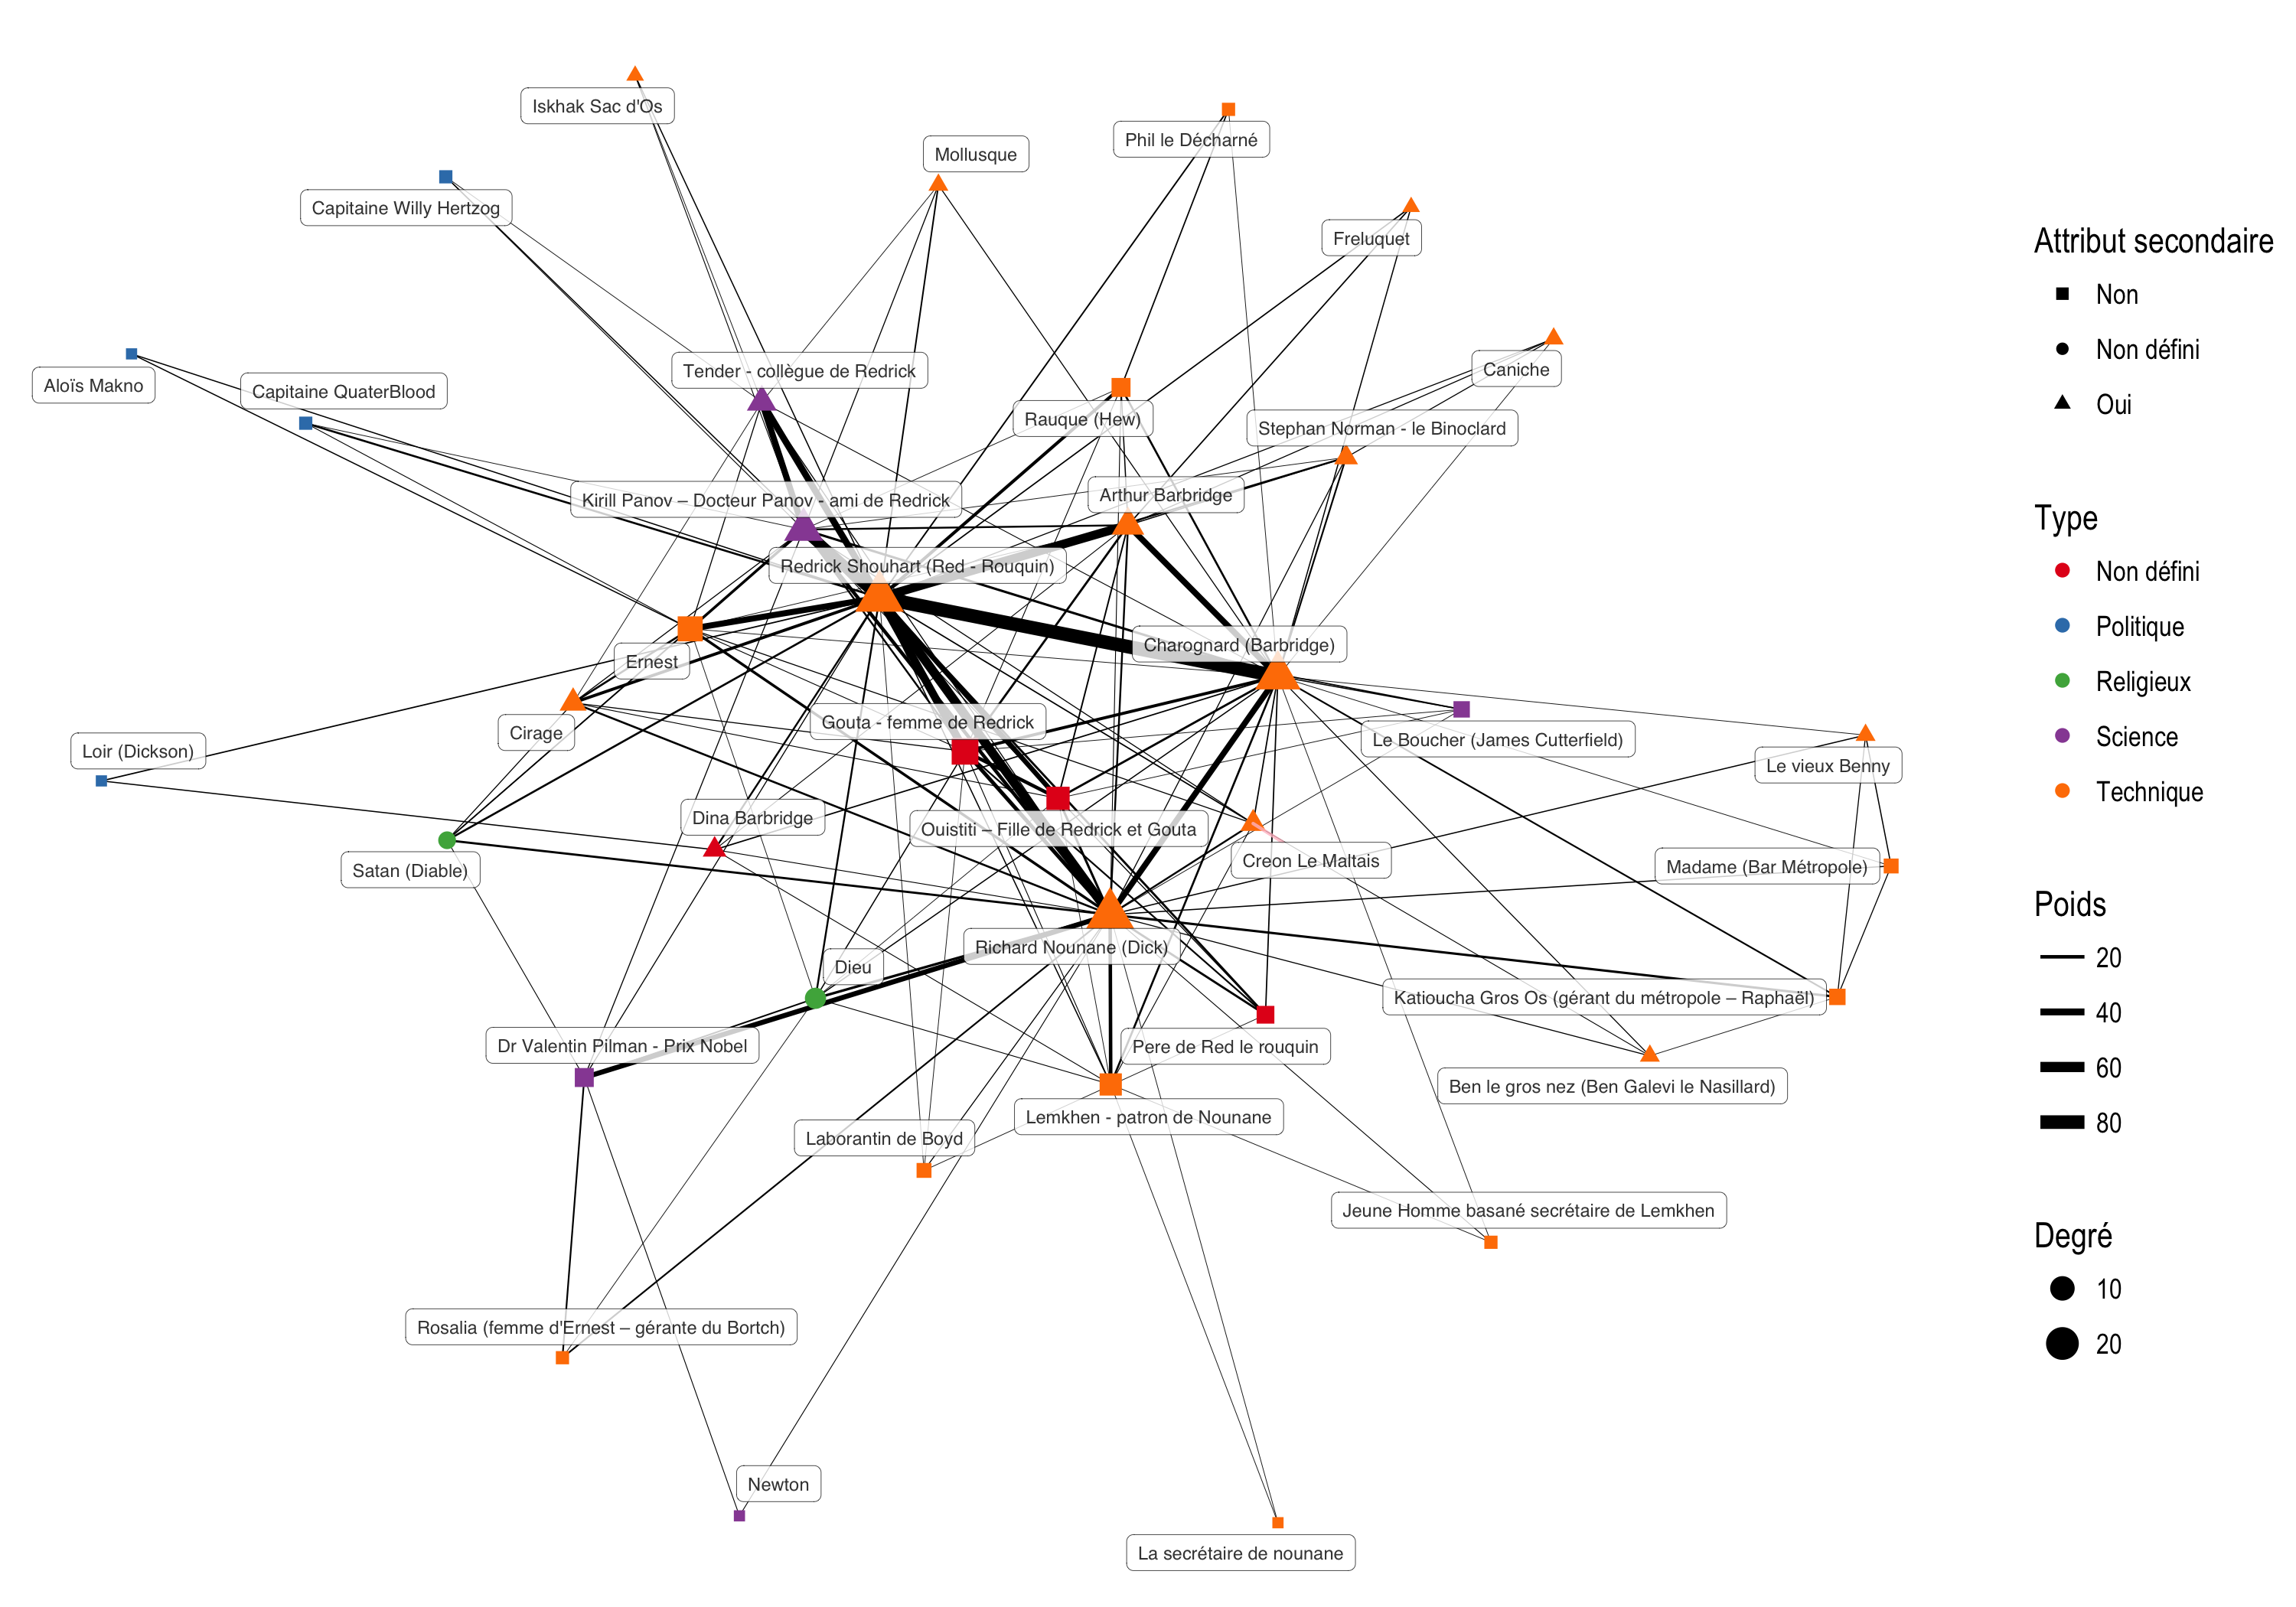 Iskhak Sac d'Os
Phil le Décharné
Mollusque
Capitaine Willy Hertzog
Freluquet
Tender - collègue de Redrick
Caniche
Aloïs Makno
Capitaine QuaterBlood
Rauque (Hew)
Stephan Norman - le Binoclard
Kirill Panov – Docteur Panov - ami de Redrick
Arthur Barbridge
Redrick Shouhart (Red - Rouquin)
Charognard (Barbridge)
Ernest
Gouta - femme de Redrick
Cirage
Le Boucher (James Cutterfield)
Loir (Dickson)
Le vieux Benny
Dina Barbridge
Ouistiti – Fille de Redrick et Gouta
Creon Le Maltais
Madame (Bar Métropole)
Satan (Diable)
Richard Nounane (Dick)
Dieu
Katioucha Gros Os (gérant du métropole – Raphaël)
Dr Valentin Pilman - Prix Nobel
Pere de Red le rouquin
Ben le gros nez (Ben Galevi le Nasillard)
Lemkhen - patron de Nounane
Laborantin de Boyd
Jeune Homme basané secrétaire de Lemkhen
Rosalia (femme d'Ernest – gérante du Bortch)
Newton
La secrétaire de nounane
Attribut secondaire
Non
Non défini
Oui
Type
Non défini
Politique
Religieux
Science
Technique
Poids
20
40
60
80
Degré
10
20